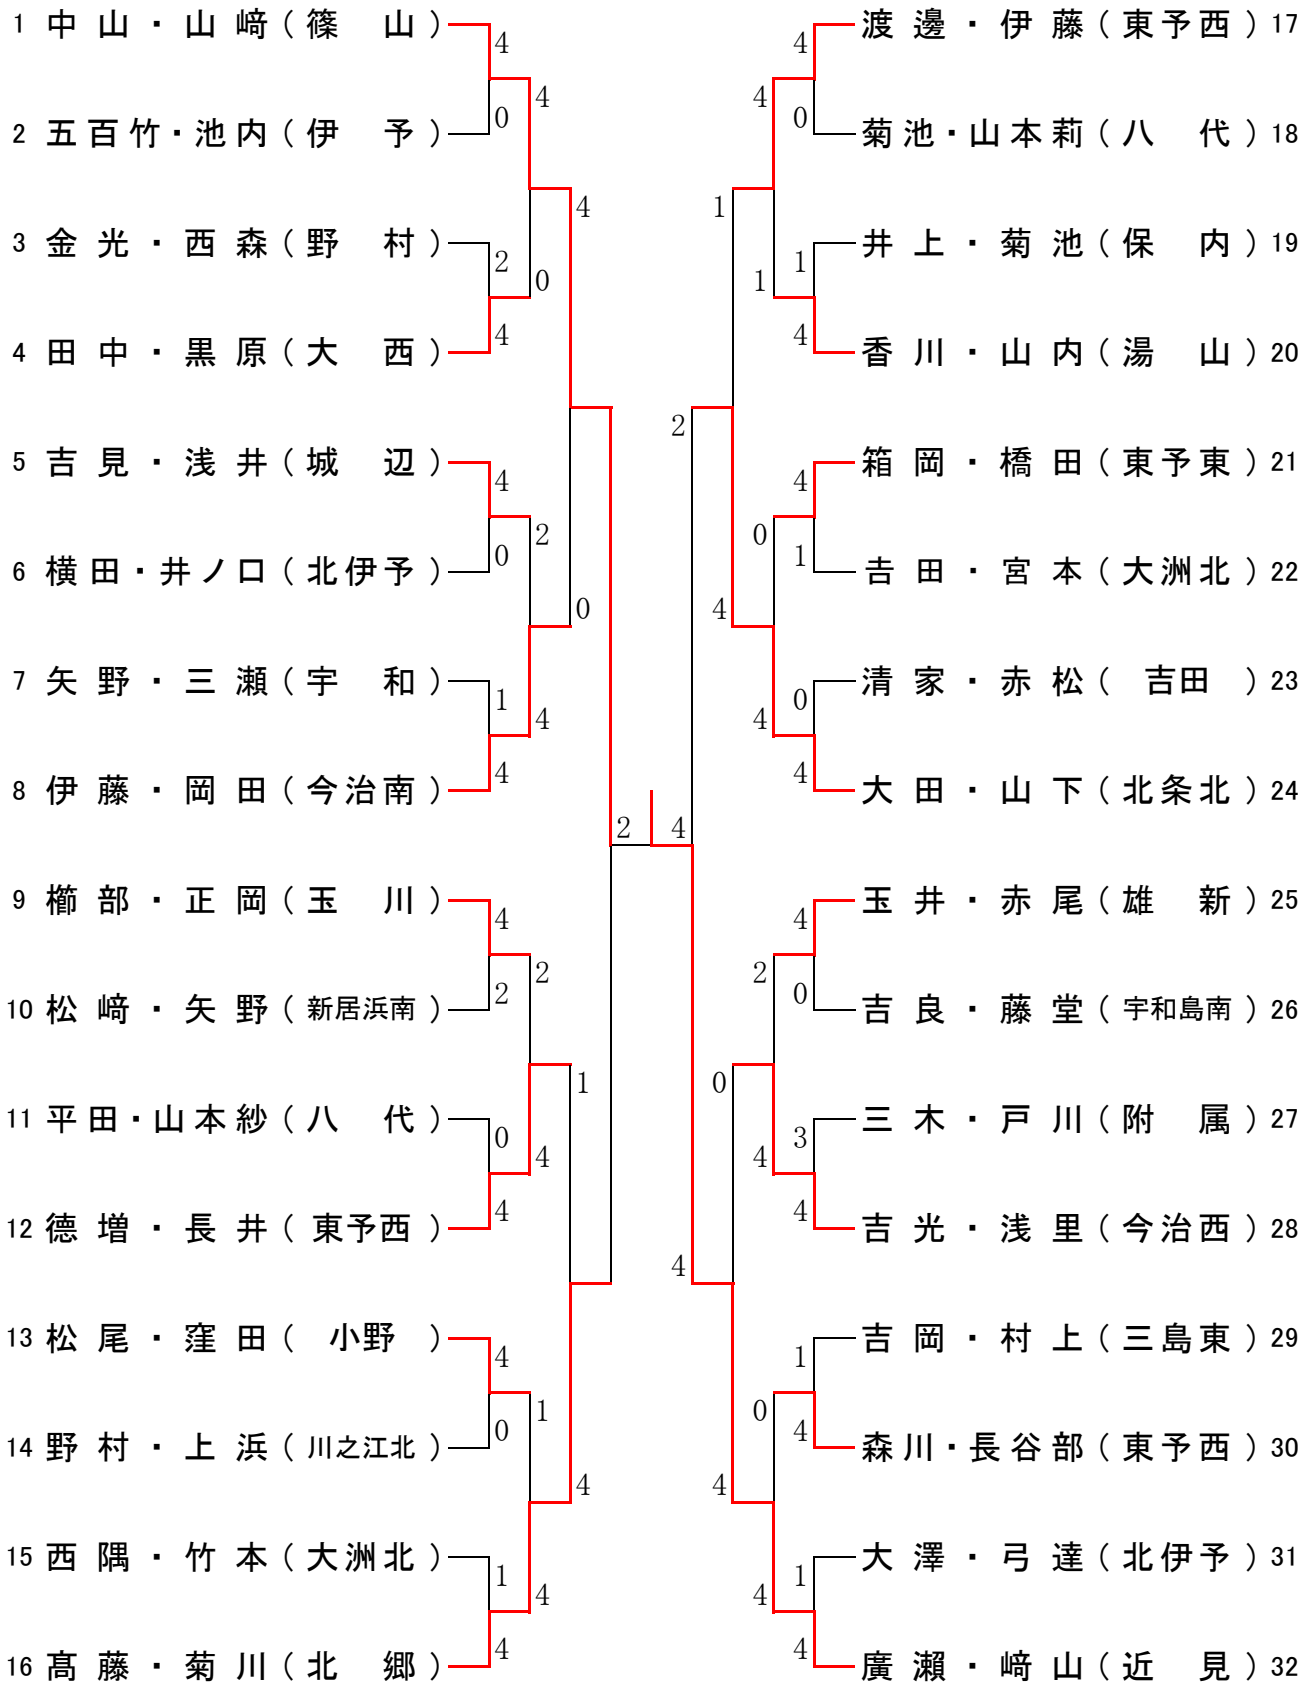 1 中山・山﨑（篠　山）
4
2 五百竹・池内（伊　予）
0
4
3 金光・西森（野　村）
2
4 田中・黒原（大　西）
4
0
4
5 吉見・浅井（城　辺）
4
6 横田・井ノ口（北伊予）
0
2
7 矢野・三瀬（宇　和）
1
8 伊藤・岡田（今治南）
4
4
0
2
9 櫛部・正岡（玉　川）
4
10 松﨑・矢野（新居浜南）
2
2
11 平田・山本紗（八　代）
0
12 德増・長井（東予西）
4
4
1
13 松尾・窪田（小野）
4
14 野村・上浜（川之江北）
0
1
15 西隅・竹本（大洲北）
1
16 髙藤・菊川（北　郷）
4
4
4
渡邊・伊藤（東予西）17
4
菊池・山本莉（八　代）18
0
4
井上・菊池（保　内）19
1
香川・山内（湯　山）20
4
1
1
箱岡・橋田（東予東）21
4
𠮷田・宮本（大洲北）22
1
0
清家・赤松（吉田）23
0
大田・山下（北条北）24
4
4
4
2
4
玉井・赤尾（雄　新）25
4
吉良・藤堂（宇和島南）26
0
2
三木・戸川（附　属）27
3
吉光・浅里（今治西）28
4
4
0
4
吉岡・村上（三島東）29
1
森川・長谷部（東予西）30
4
0
大澤・弓達（北伊予）31
1
廣瀨・﨑山（近　見）32
4
4
4